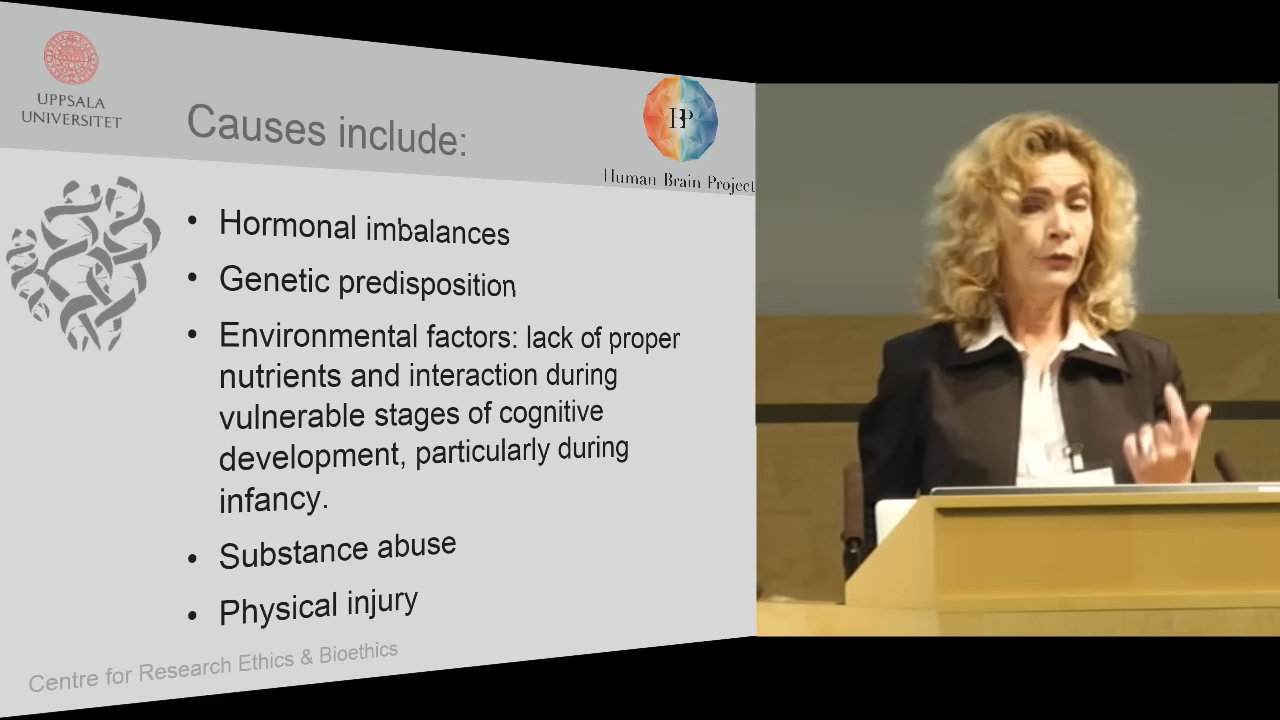 UPPSALA
UNIVERSITET
Causes include:
Human Brain Project
• Hormonal imbalances
• Genetic predisposition
• Environmental factors: lack of proper
nutrients and interaction during
vulnerable stages of cognitive
development, particularly during
infancy.
• Substance abuse
• Physical injury
Centre for Research Ethics & Bioethics